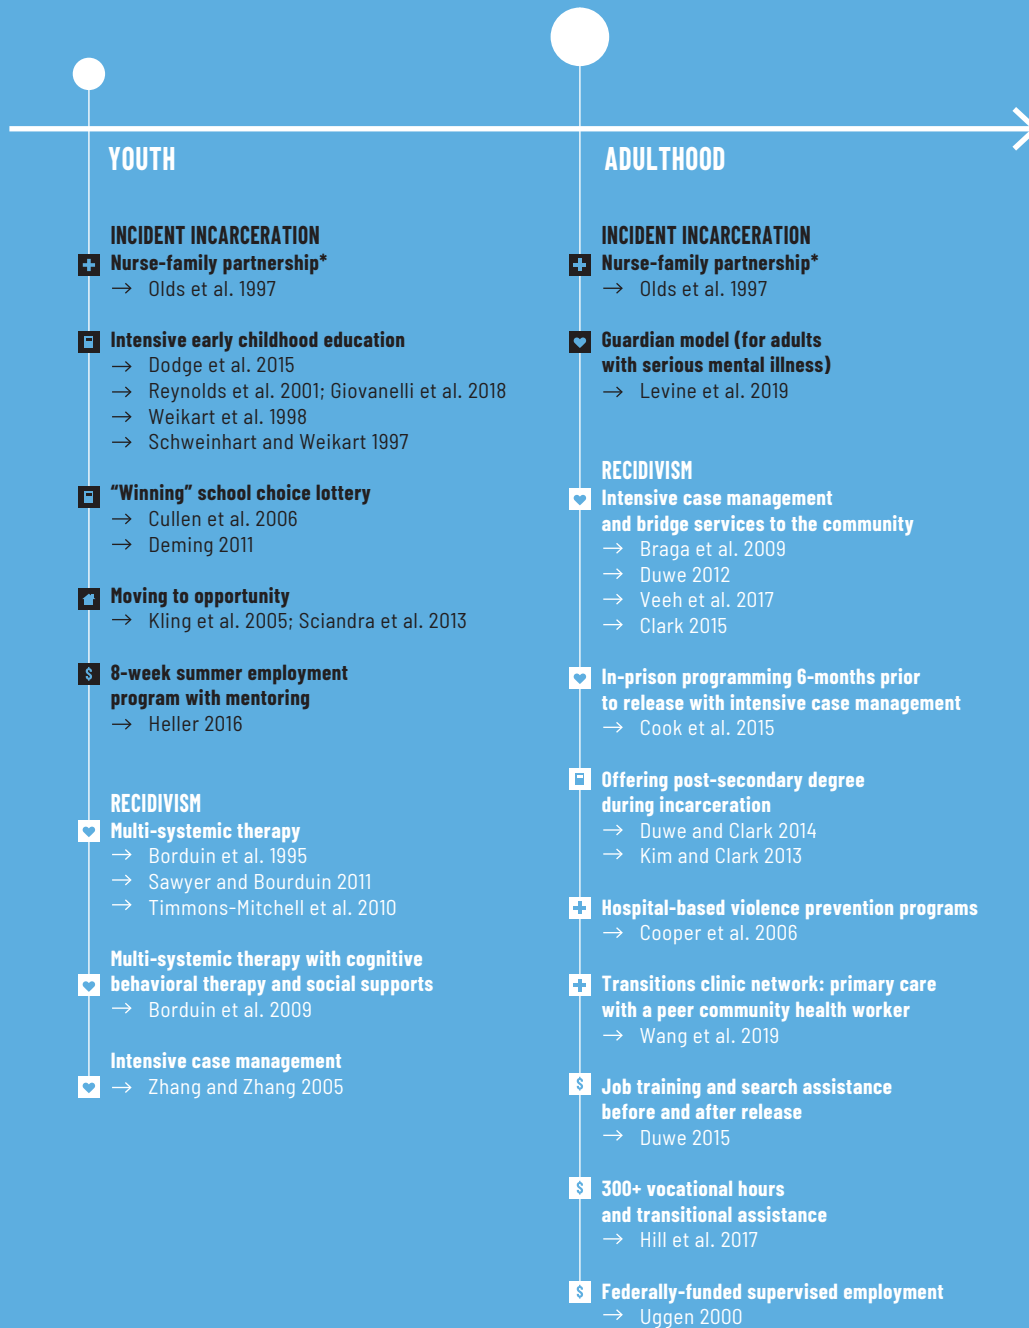 YOUTH
INCIDENT INCARCERATION
Nurse-family partnership*
→ Olds et al. 1997
Intensive early childhood education
→ Dodge et al. 2015
→ Reynolds et al. 2001; Giovanelli et al. 2018
→ Weikart et al. 1998
→ Schweinhart and Weikart 1997
“Winning” school choice lottery
→ Cullen et al. 2006
→ Deming 2011
Moving to opportunity
→ Kling et al. 2005; Sciandra et al. 2013
$ 8-week summer employment
program with mentoring
→ Heller 2016
RECIDIVISM
Multi-systemic therapy
→ Borduin et al. 1995
→ Sawyer and Bourduin 2011
→ Timmons-Mitchell et al. 2010
Multi-systemic therapy with cognitive
behavioral therapy and social supports
→ Borduin et al. 2009
Intensive case management
→ Zhang and Zhang 2005
ADULTHOOD
INCIDENT INCARCERATION
Nurse-family partnership*
→ Olds et al. 1997
Guardian model (for adults
with serious mental illness)
→ Levine et al. 2019
RECIDIVISM
Intensive case management
and bridge services to the community
→ Braga et al. 2009
→ Duwe 2012
→ Veeh et al. 2017
→ Clark 2015
In-prison programming 6-months prior
to release with intensive case management
→ Cook et al. 2015
Offering post-secondary degree
during incarceration
→ Duwe and Clark 2014
→ Kim and Clark 2013
Hospital-based violence prevention programs
→ Cooper et al. 2006
Transitions clinic network: primary care
with a peer community health worker
→ Wang et al. 2019
$ Job training and search assistance
before and after release
→ Duwe 2015
$ 300+ vocational hours
and transitional assistance
→ Hill et al. 2017
$ Federally-funded supervised employment
→ Uggen 2000